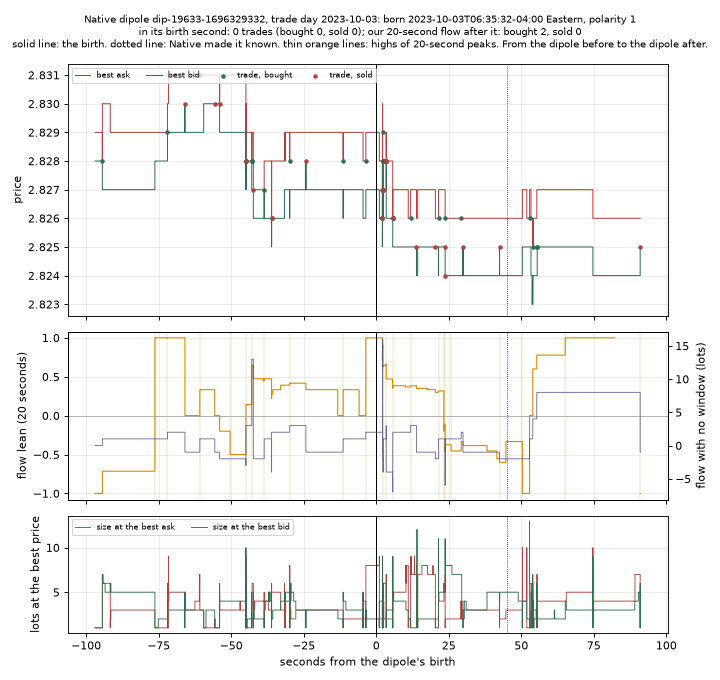 Native dipole dip-19633-1696329332, trade day 2023-10-03: born 2023-10-03T06:35:32-04:00 Eastern, polarity 1
in its birth second: 0 trades (bought 0, sold 0); our 20-second flow after it: bought 2, sold 0
solid line: the birth. dotted line: Native made it known. thin orange lines: highs of 20-second peaks. From the dipole before to the dipole after.
best ask best bid trade, bought trade, sold
2.831
2.830
2.829
2.828
2.827
2.826
2.825
2.824
2.823
price
1.0
0.5
0.0
−0.5
−1.0
flow lean (20 seconds)
15
10
5
0
−5
flow with no window (lots)
size at the best ask size at the best bid
10
5
lots at the best price
−100 −75 −50 −25 0 25 50 75 100
seconds from the dipole's birth